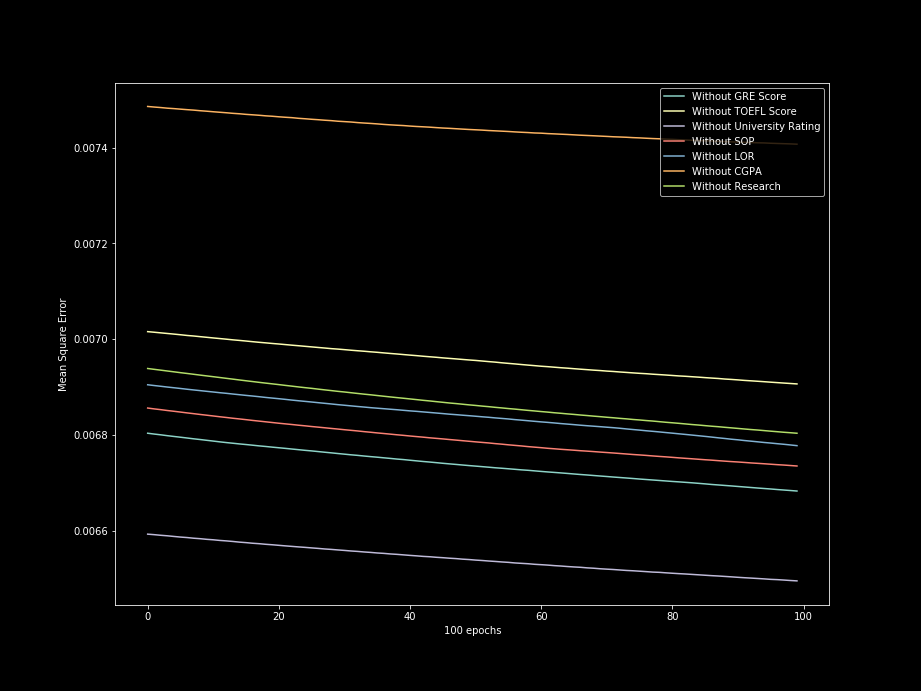 Without GRE Score
Without TOEFL Score
Without University Rating
Without SOP
Without LOR
Without CGPA
Without Research
0.0074
0.0072
0.0070
0.0068
0.0066
Mean Square Error
0 20 40 60 80 100
100 epochs